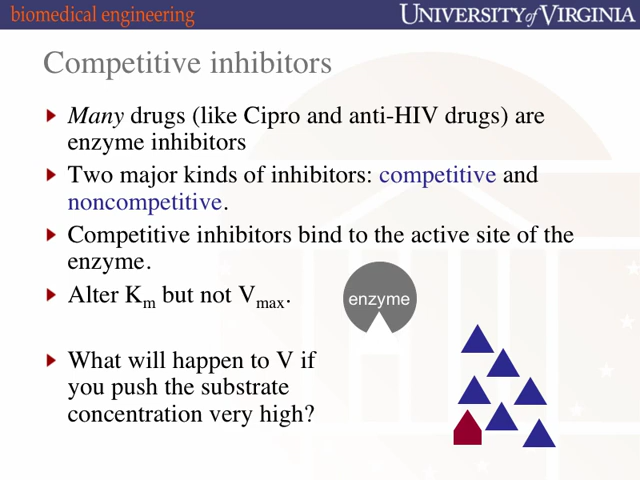 biomedical engineering
UNIVERSITY of VIRGINIA
Competitive inhibitors
Many drugs (like Cipro and anti-HIV drugs) are
enzyme inhibitors
Two major kinds of inhibitors: competitive and
noncompetitive.
Competitive inhibitors bind to the active site of the
enzyme.
Alter Km but not Vmax.
enzyme
What will happen to V if
you push the substrate
concentration very high?